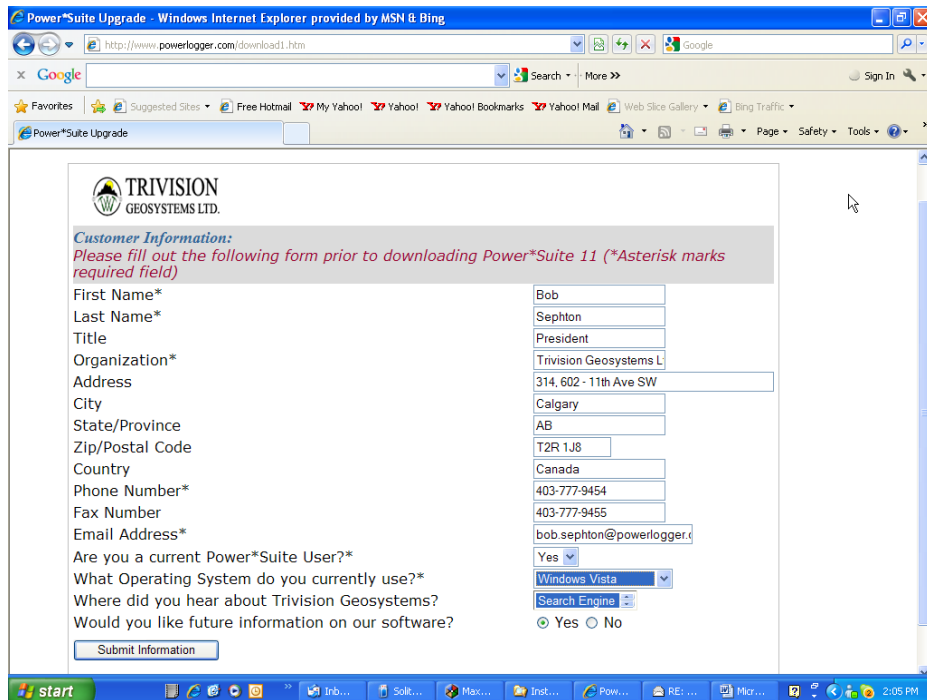 Power*Suite Upgrade - Windows Internet Explorer provided by MSN & Bing
http://www.powerlogger.com/download1.htm Google
x Google Search More >> Sign In
Favorites Suggested Sites Free Hotmail My Yahoo! Yahoo! Yahoo! Bookmarks Yahoo! Mail Web Slice Gallery Bing Traffic
Power*Suite Upgrade Page Safety Tools »
TRIVISION
GEOSYSTEMS LTD.
Customer Information:
Please fill out the following form prior to downloading Power*Suite 11 (*Asterisk marks
required field)
First Name* Bob
Last Name* Sephton
Title President
Organization* Trivision Geosystems L
Address 314, 602 - 11th Ave SW
City Calgary
State/Province AB
Zip/Postal Code T2R 1J8
Country Canada
Phone Number* 403-777-9454
Fax Number 403-777-9455
Email Address* bob.sephton@powerlogger.
Are you a current Power*Suite User?* Yes
What Operating System do you currently use?* Windows Vista
Where did you hear about Trivision Geosystems? Search Engine
Would you like future information on our software? Yes No
Submit Information
start » Inb... Solit... Max... Inst... Pow... RE: ... Micr... 2:05 PM